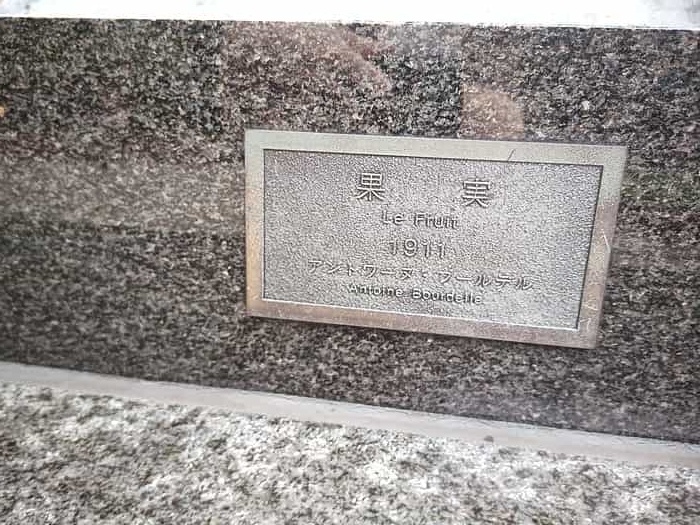 果実
Le Fruit
1911
アントワーヌ・ブールデル
Antoine Bourdelle